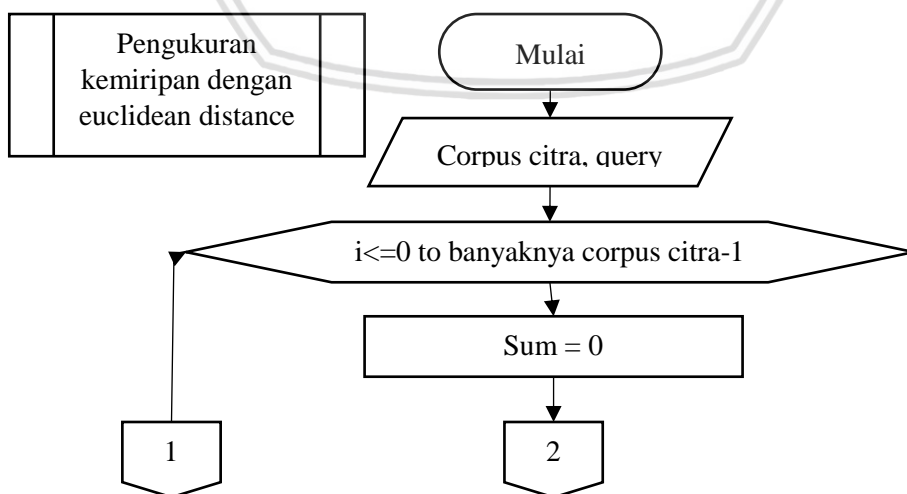 Pengukuran
kemiripan dengan
euclidean distance
Mulai
Corpus citra, query
i<=0 to banyaknya corpus citra-1
Sum = 0
1
2